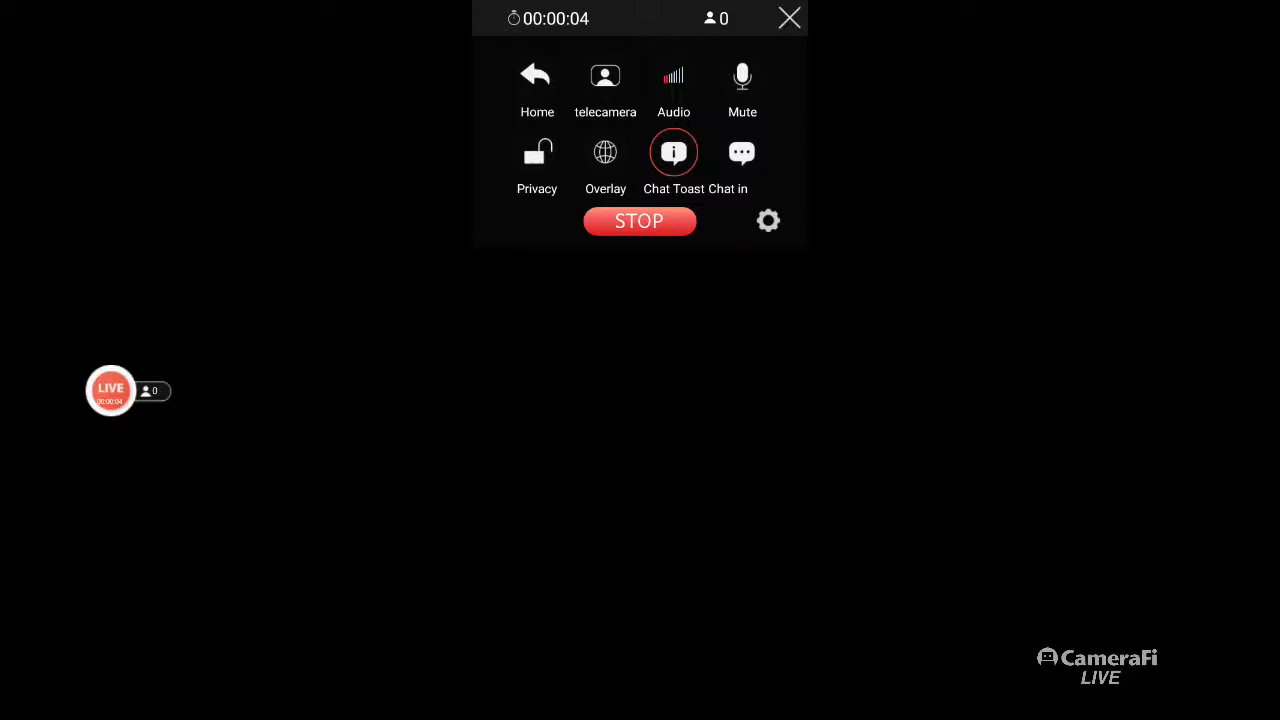 00:00:04 0
Home telecamera Audio Mute
Privacy Overlay Chat Toast Chat in
STOP
LIVE
00:00:04
0
CameraFi
LIVE